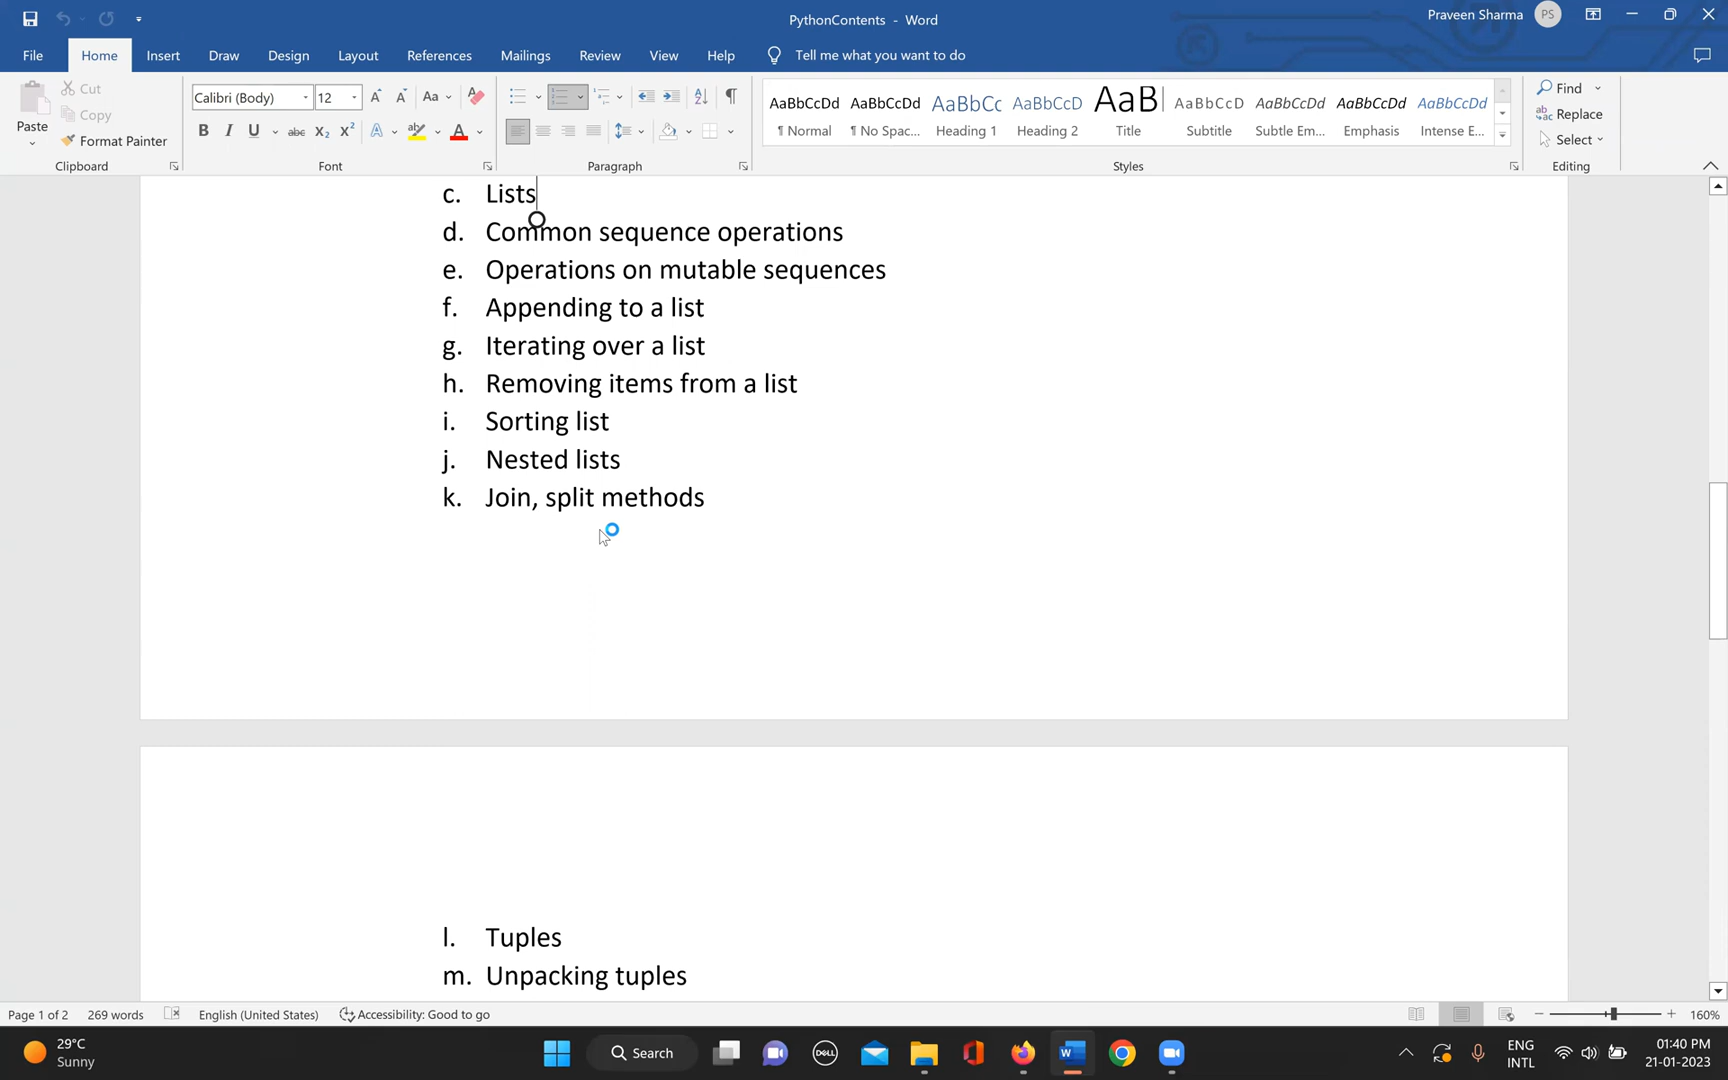 PythonContents - Word
Praveen Sharma PS
File Home Insert Draw Design Layout References Mailings Review View Help Tell me what you want to do
Paste
Cut
Copy
Format Painter
Clipboard
Calibri (Body) 12
Font
Paragraph
AaBbCcDd AaBbCcDd AaBbCc AaBbCcD AaB AaBbCcD AaBbCcDd AaBbCcDd AaBbCcDd
¶ Normal ¶ No Spac... Heading 1 Heading 2 Title Subtitle Subtle Em... Emphasis Intense E...
Styles
Find
Replace
Select
Editing
c. Lists
d. Common sequence operations
e. Operations on mutable sequences
f. Appending to a list
g. Iterating over a list
h. Removing items from a list
i. Sorting list
j. Nested lists
k. Join, split methods
l. Tuples
m. Unpacking tuples
Page 1 of 2 269 words English (United States) Accessibility: Good to go 160%
29°C
Sunny
Search
DELL
ENG
INTL
01:40 PM
21-01-2023